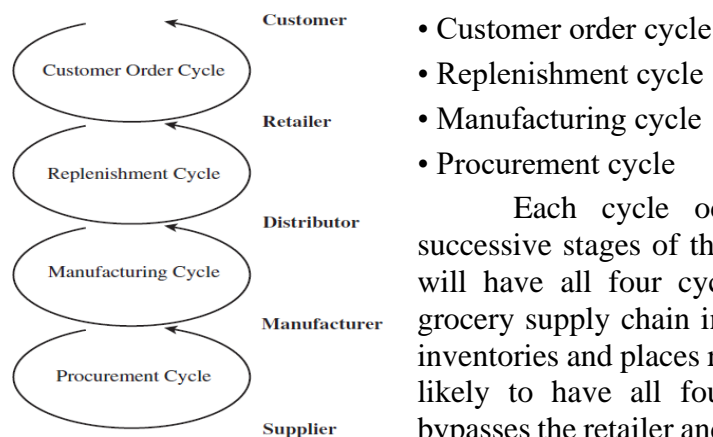 Customer
Customer Order Cycle
Retailer
Replenishment Cycle
Distributor
Manufacturing Cycle
Manufacturer
Procurement Cycle
Supplier
• Customer order cycle
• Replenishment cycle
• Manufacturing cycle
• Procurement cycle
Each cycle
successive stages of
will have all four
grocery supply chain
inventories and places
likely to have all
bypasses the retailer